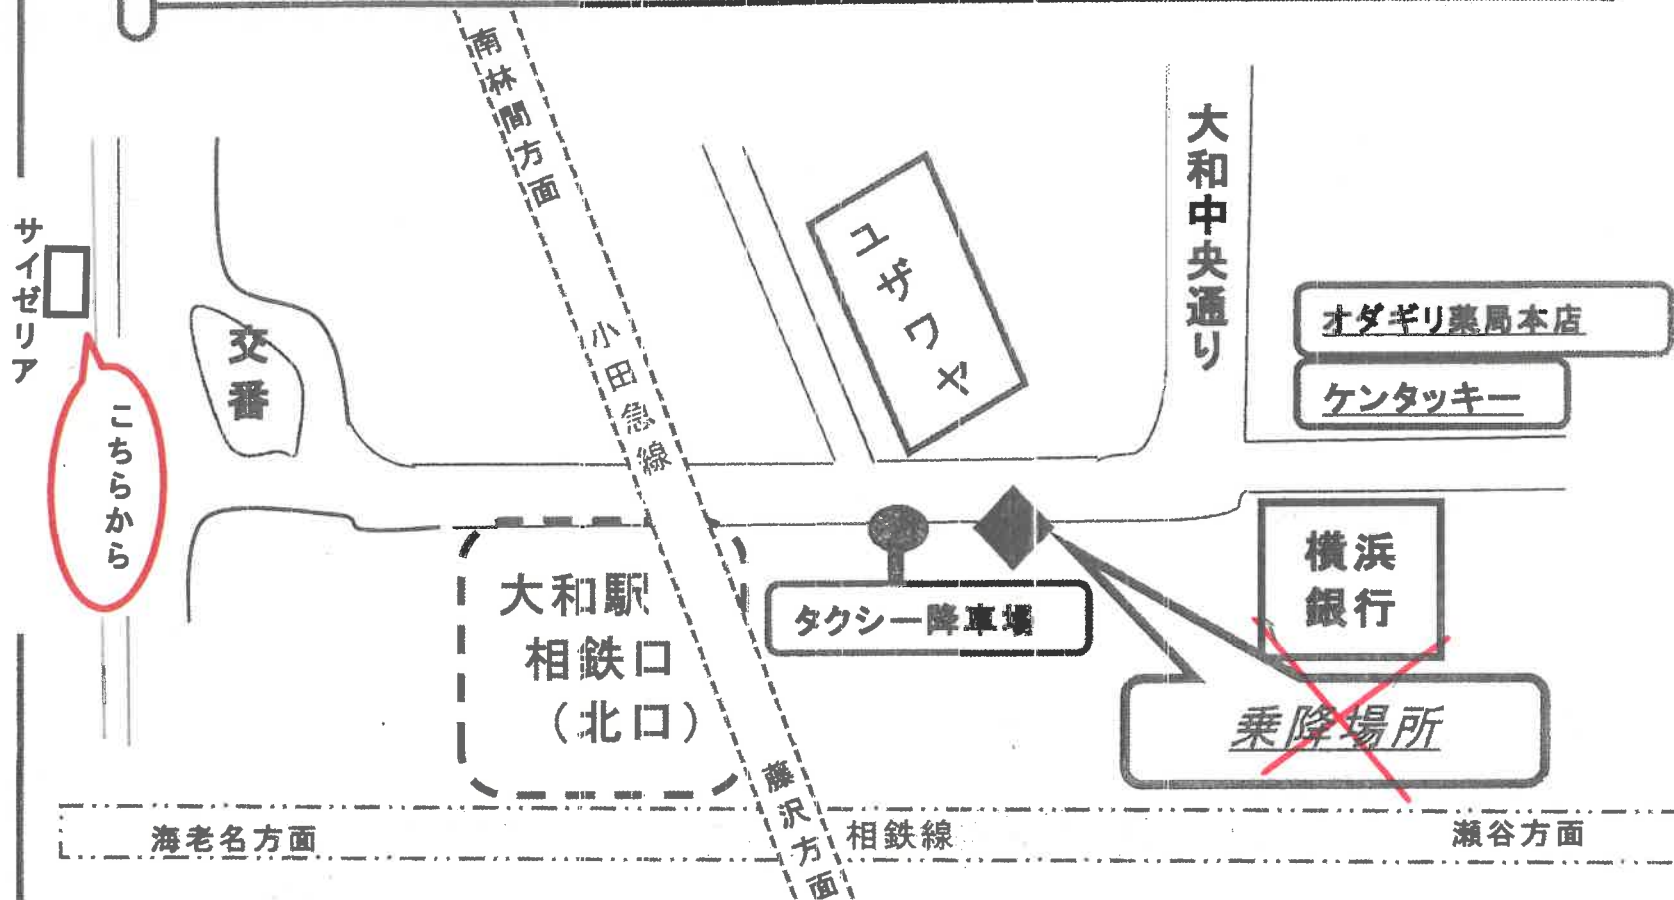 南林間方面
大和中央通り
サイゼリア
ユザワヤ
オダギリ薬局本店
交番
小田急線
ケンタッキー
こちらから
横浜
銀行
大和駅
相鉄口
（北口）
タクシー降車場
乗降場所
藤沢方面
海老名方面
相鉄線
瀬谷方面